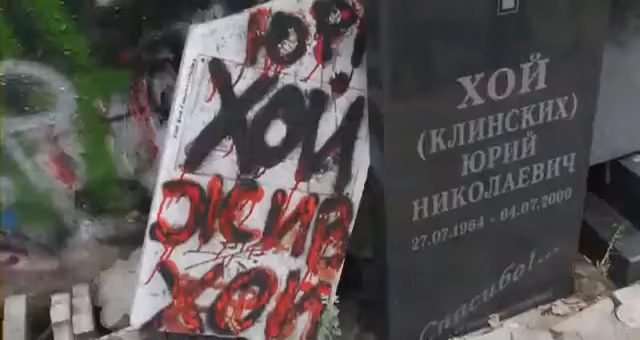 ЮРА
ХОЙ
ЖИВ
ХОЙ
ХОЙ
(КЛИНСКИХ)
ЮРИЙ
НИКОЛАЕВИЧ
27.07.1964 - 04.07.2000
Спасибо!...